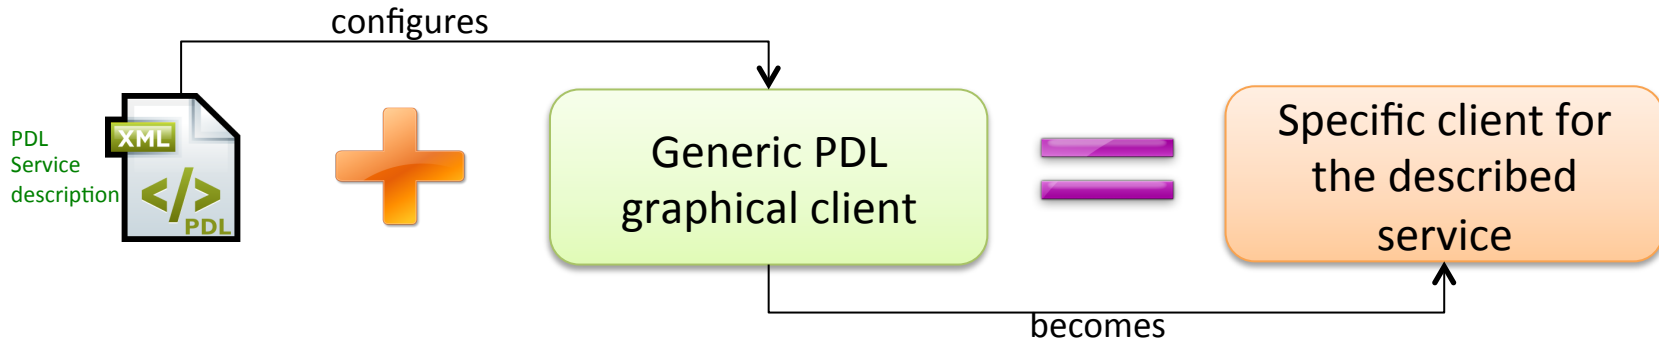 configures
PDL
Service
description
XML
</>
PDL
Generic PDL
graphical client
Specific client for
the described
service
becomes